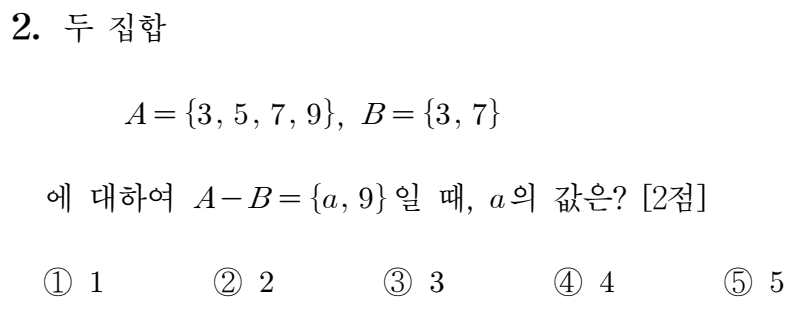 2. 두 집합
A={3, 5, 7, 9}, B={3, 7}
에 대하여 A-B={a, 9}일 때, a의 값은? [2점]
① 1 ② 2 ③ 3 ④ 4 ⑤ 5